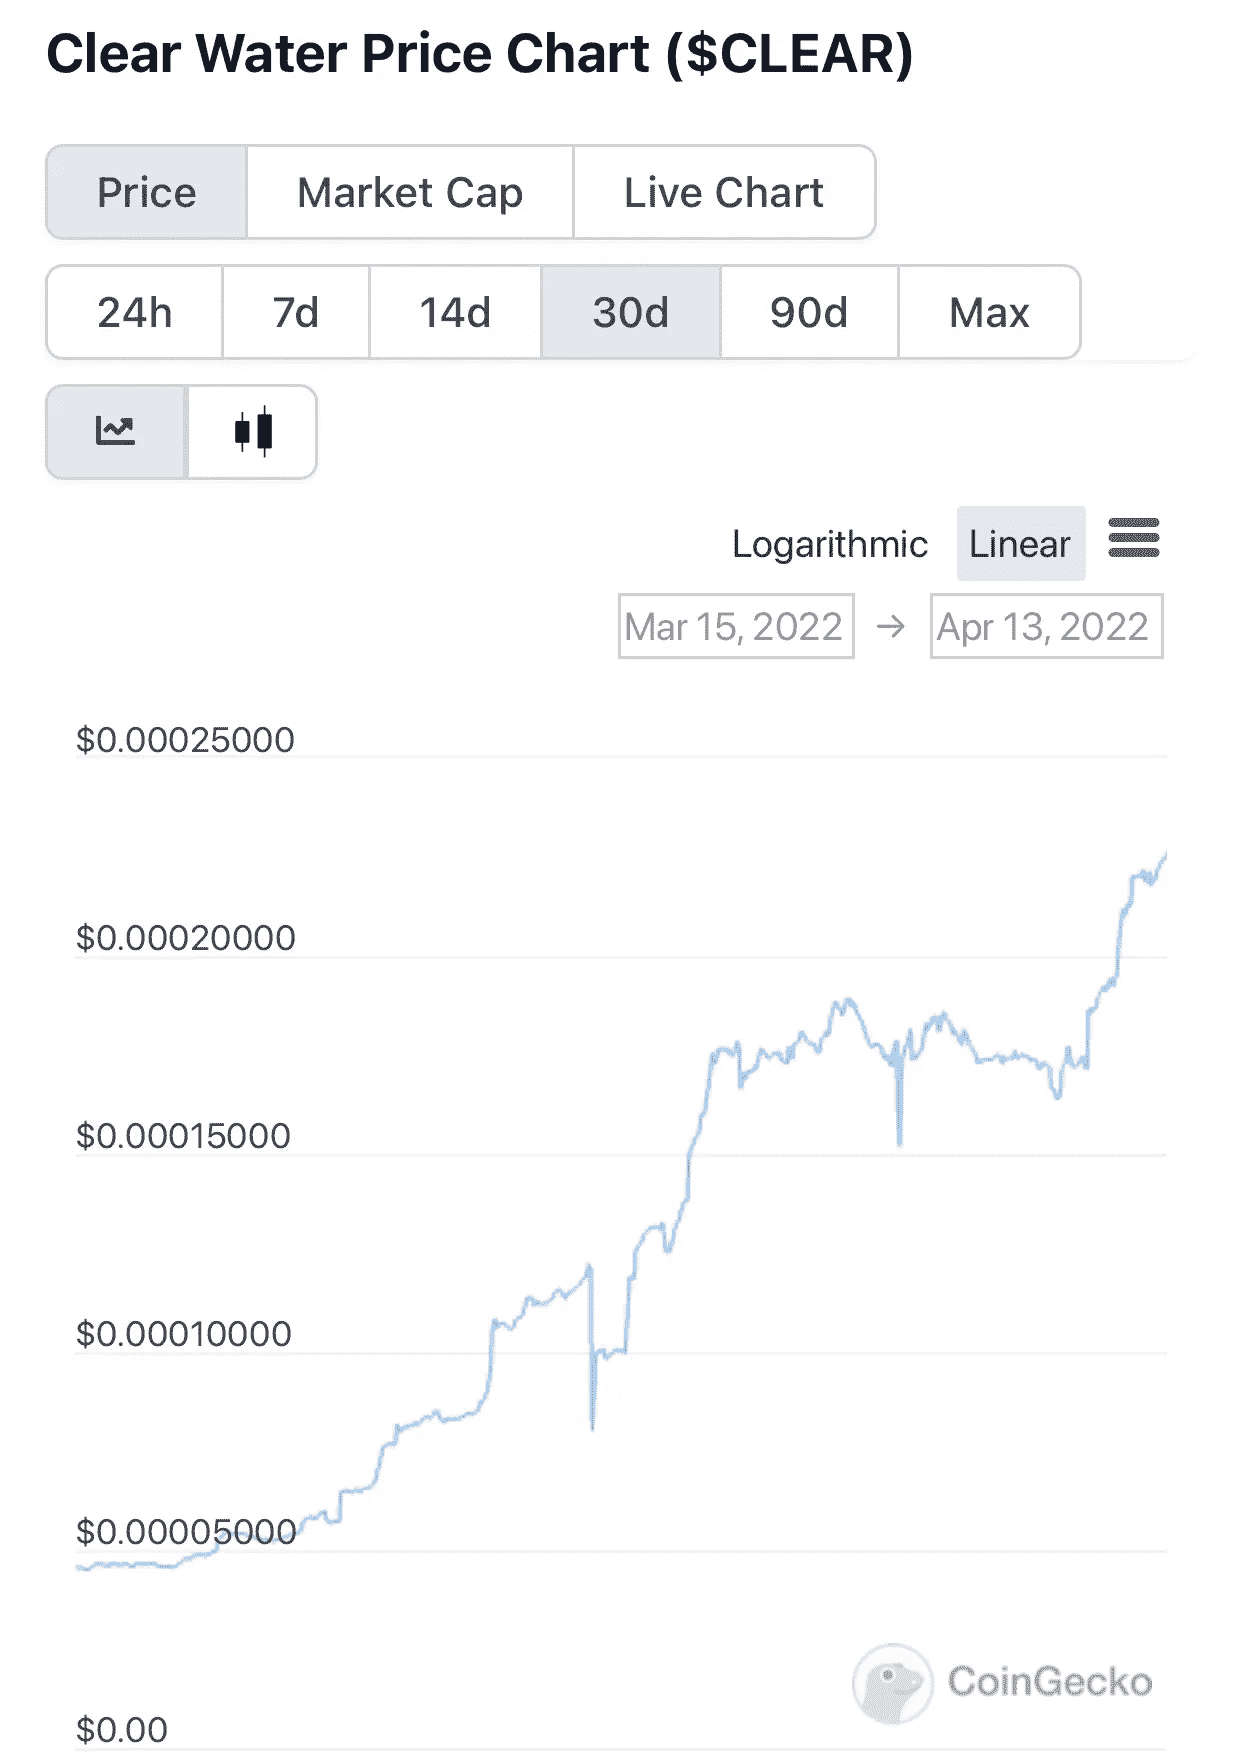 Clear Water Price Chart ($CLEAR)
Price Market Cap Live Chart
24h 7d 14d 30d 90d Max
Logarithmic Linear
Mar 15, 2022 → Apr 13, 2022
$0.00025000
$0.00020000
$0.00015000
$0.00010000
$0.00005000
CoinGecko
$0.00